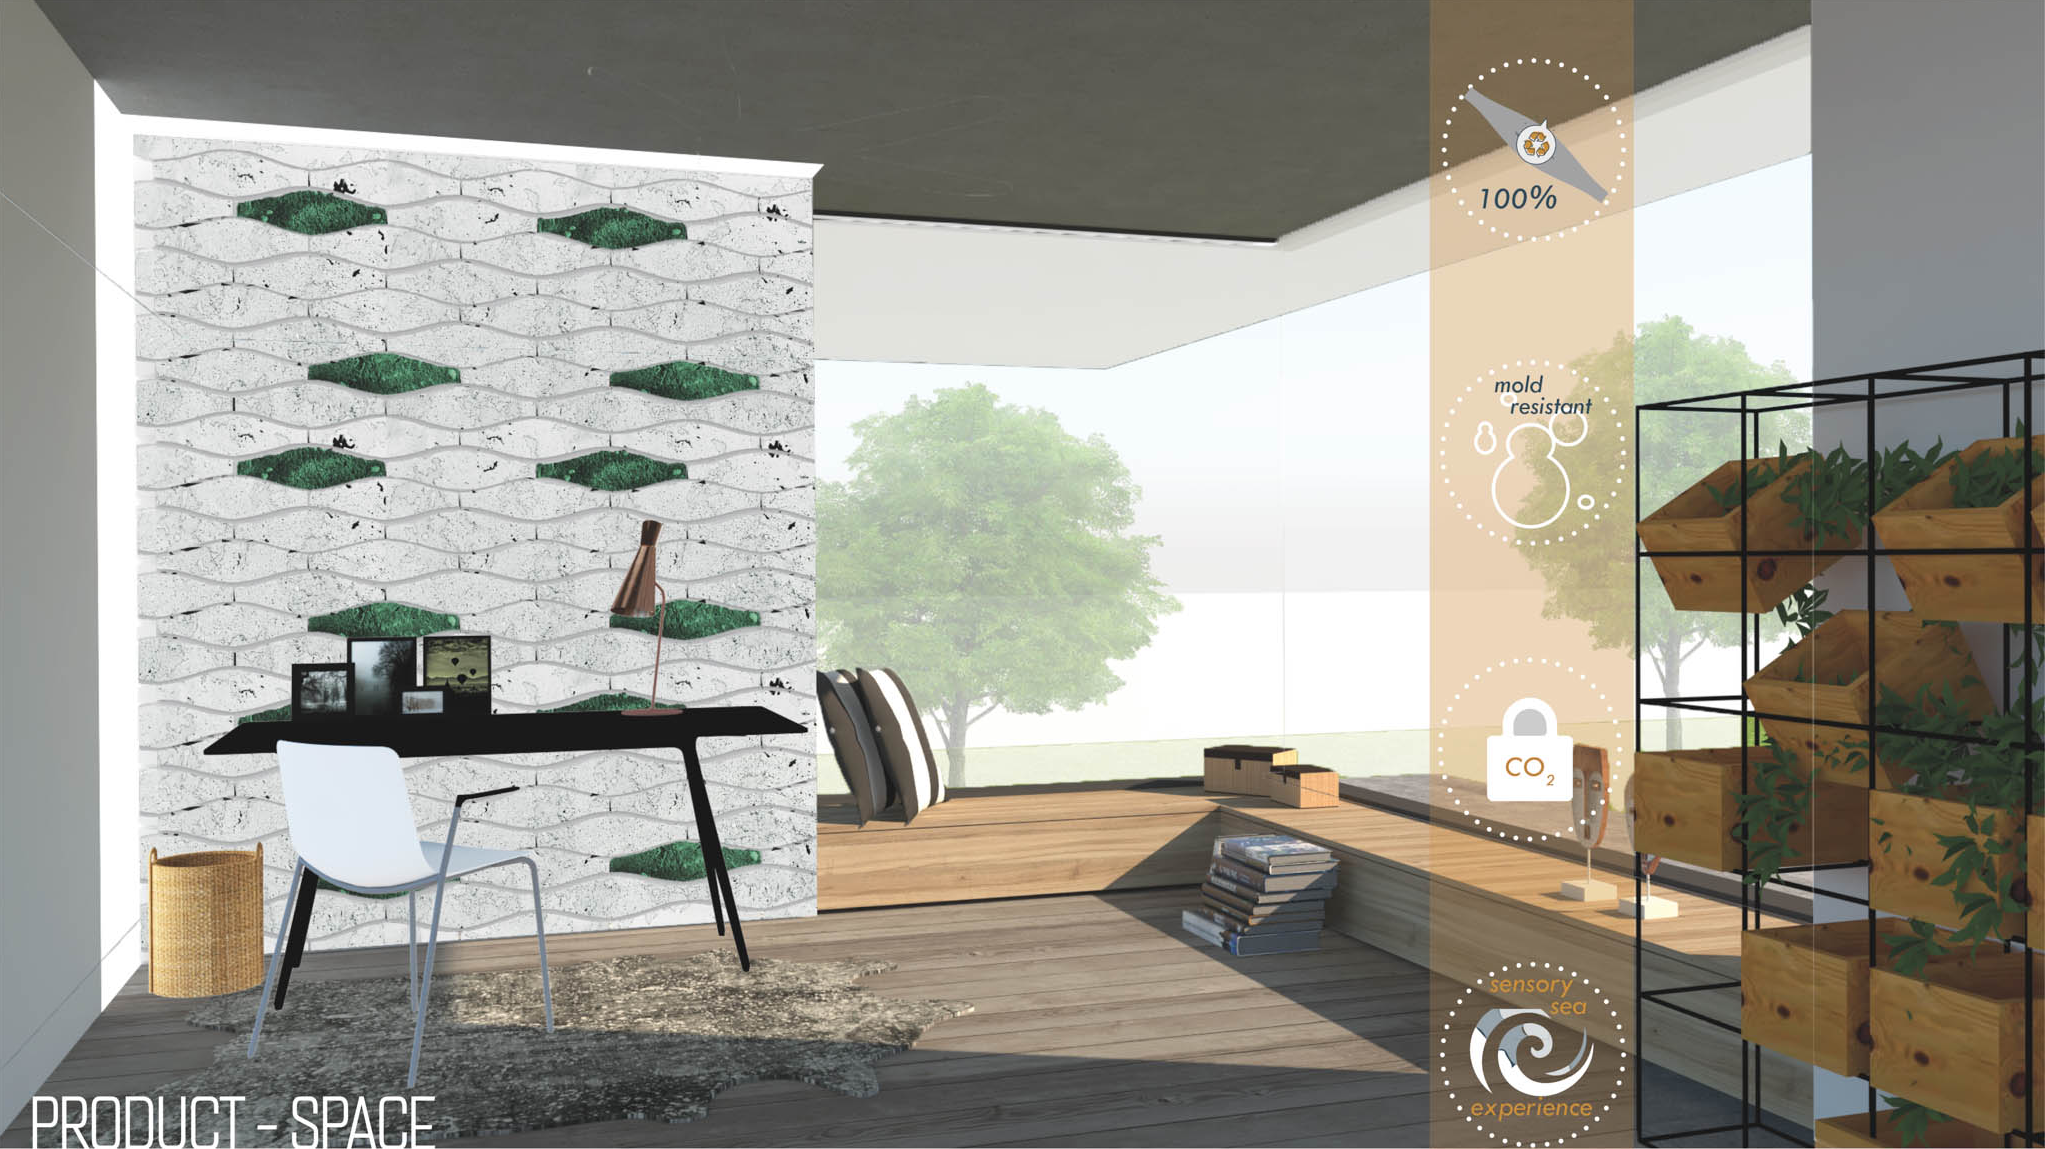 100%
mold
resistant
CO₂
sensory
sea
experience
PRODUCT - SPACE